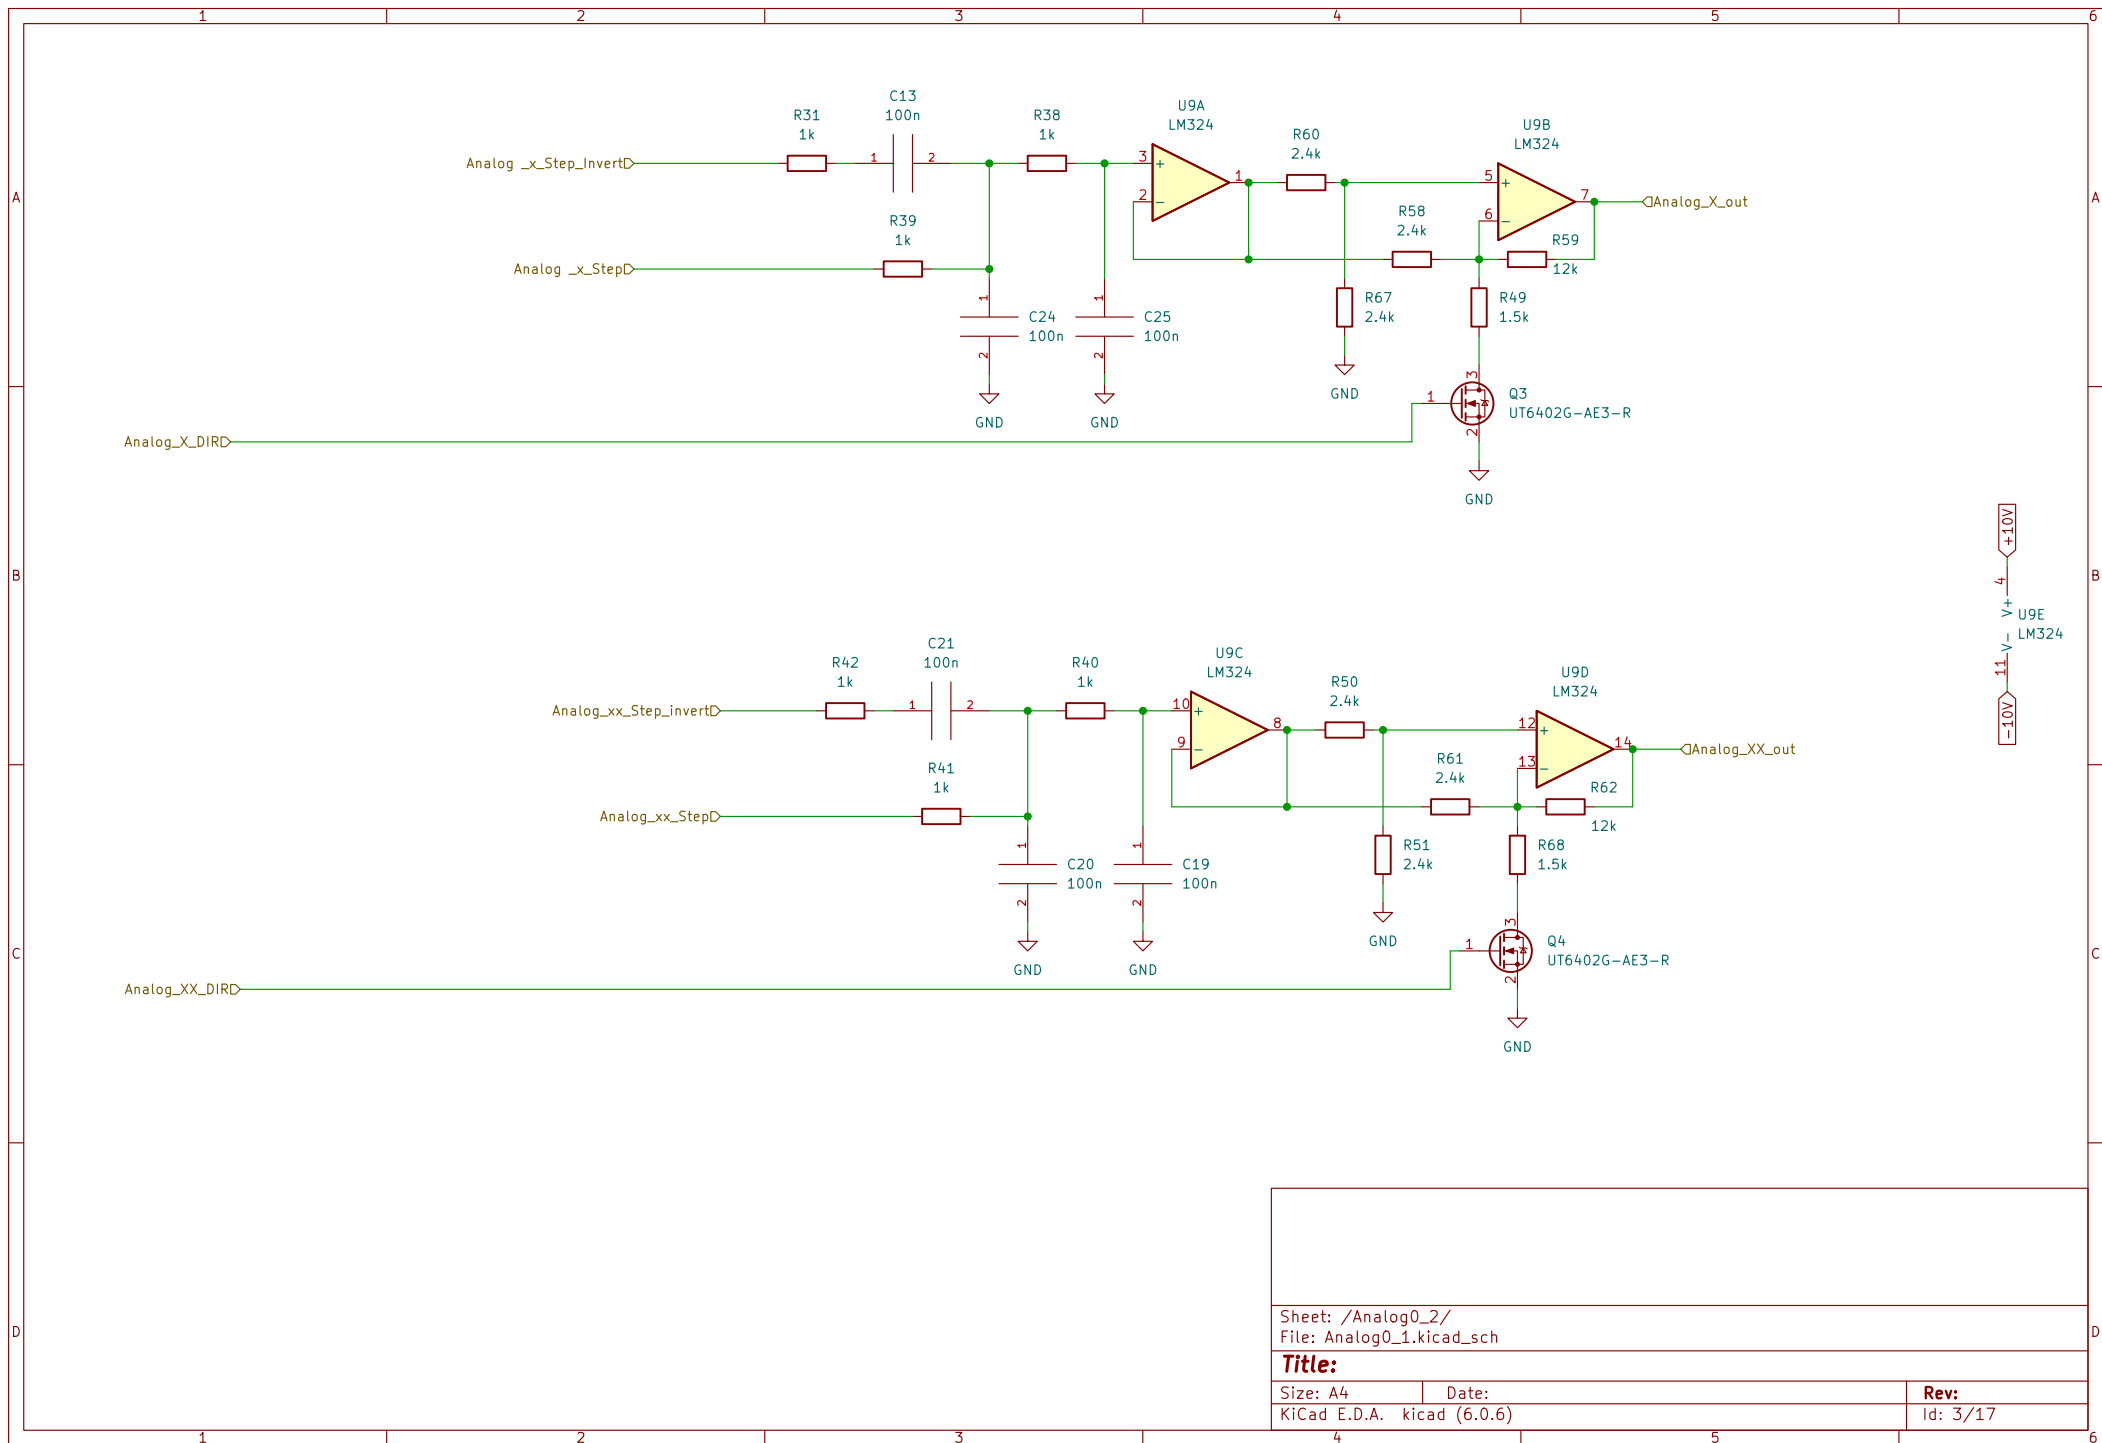 1 2 3 4 5 6
A
B
C
D
A
B
C
D
1 2 3 4 5 6
Analog _x_Step_Invert
R31
1k
C13
100n
1 2
R38
1k
U9A
LM324
3
2
1
+
-
R60
2.4k
U9B
LM324
5
6
7
+
-
Analog_X_out
Analog _x_Step
R39
1k
R58
2.4k
R59
12k
1
2
C24
100n
GND
1
2
C25
100n
GND
R67
2.4k
GND
R49
1.5k
Analog_X_DIR
1
3
2
Q3
UT6402G-AE3-R
GND
+10V
4
V+
U9E
LM324
V-
11
-10V
Analog_xx_Step_invert
R42
1k
C21
100n
1 2
R40
1k
U9C
LM324
10
9
8
+
-
R50
2.4k
U9D
LM324
12
13
14
+
-
Analog_XX_out
Analog_xx_Step
R41
1k
R61
2.4k
R62
12k
1
2
C20
100n
GND
1
2
C19
100n
GND
R51
2.4k
GND
R68
1.5k
Analog_XX_DIR
1
3
2
Q4
UT6402G-AE3-R
GND
Sheet: /Analog0_2/
File: Analog0_1.kicad_sch
Title:
Size: A4 Date: Rev:
KiCad E.D.A. kicad (6.0.6) Id: 3/17